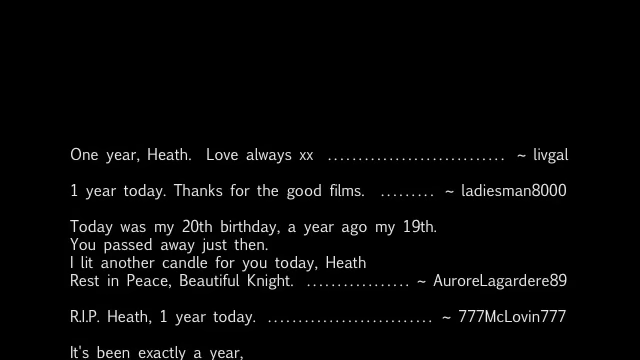 One year, Heath. Love always xx ............................ ~ livgal
1 year today. Thanks for the good films. ......... ~ ladiesman8000
Today was my 20th birthday, a year ago my 19th.
You passed away just then.
I lit another candle for you today, Heath
Rest in Peace, Beautiful Knight. ................. ~ AuroreLagardere89
R.I.P. Heath, 1 year today. .......................... ~ 777McLovin777
It's been exactly a year,